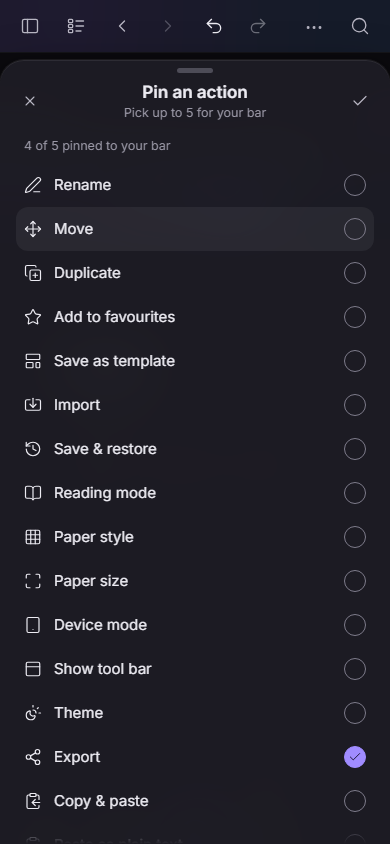 Pin an action
Pick up to 5 for your bar
4 of 5 pinned to your bar
Rename
Move
Duplicate
Add to favourites
Save as template
Import
Save & restore
Reading mode
Paper style
Paper size
Device mode
Show tool bar
Theme
Export
Copy & paste